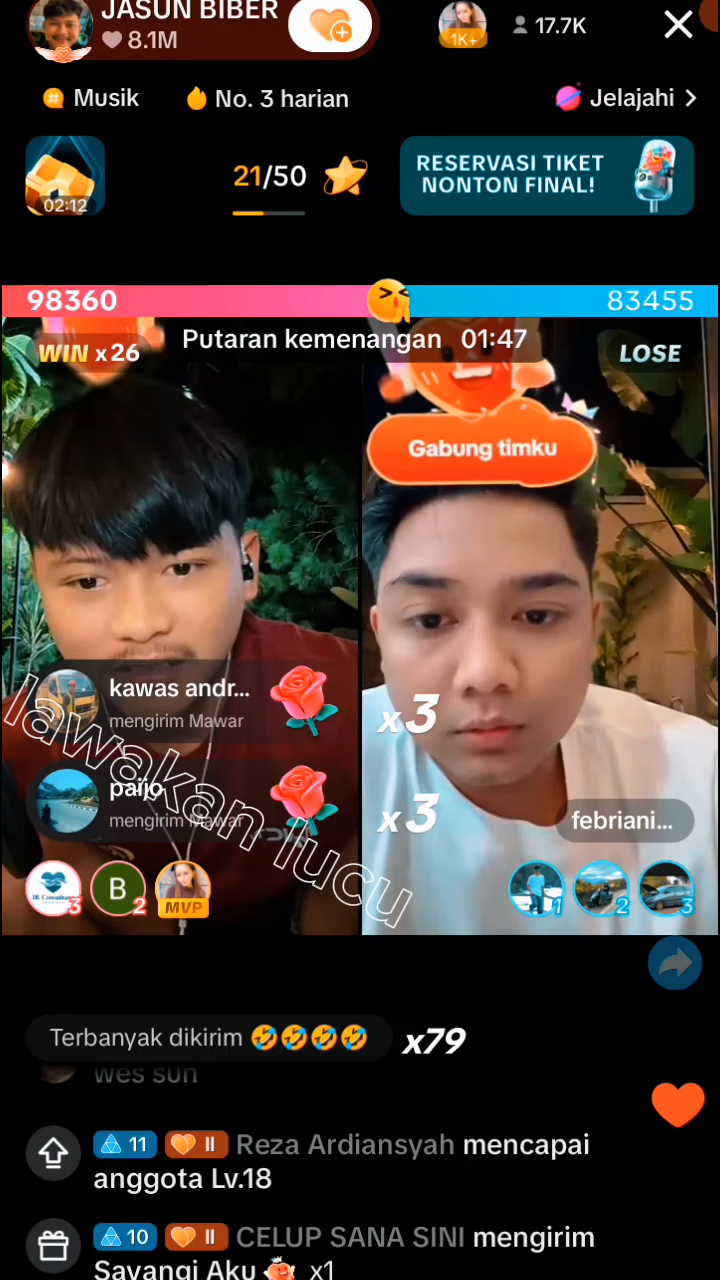 JASUN BIBER
8.1M
1K+
17.7K
Musik
No. 3 harian
Jelajahi
02:12
21/50
RESERVASI TIKET
NONTON FINAL!
98360
83455
Putaran kemenangan 01:47
WIN x26
LOSE
Gabung timku
kawas andr...
mengirim Mawar
x3
paijo
mengirim Mawar
x3
lawakan lucu
febriani...
3
B
2
MVP
1
2
3
Terbanyak dikirim 🤣🤣🤣🤣 x79
wes sun
11 II Reza Ardiansyah mencapai
anggota Lv.18
10 II CELUP SANA SINI mengirim
Sayangi Aku x1